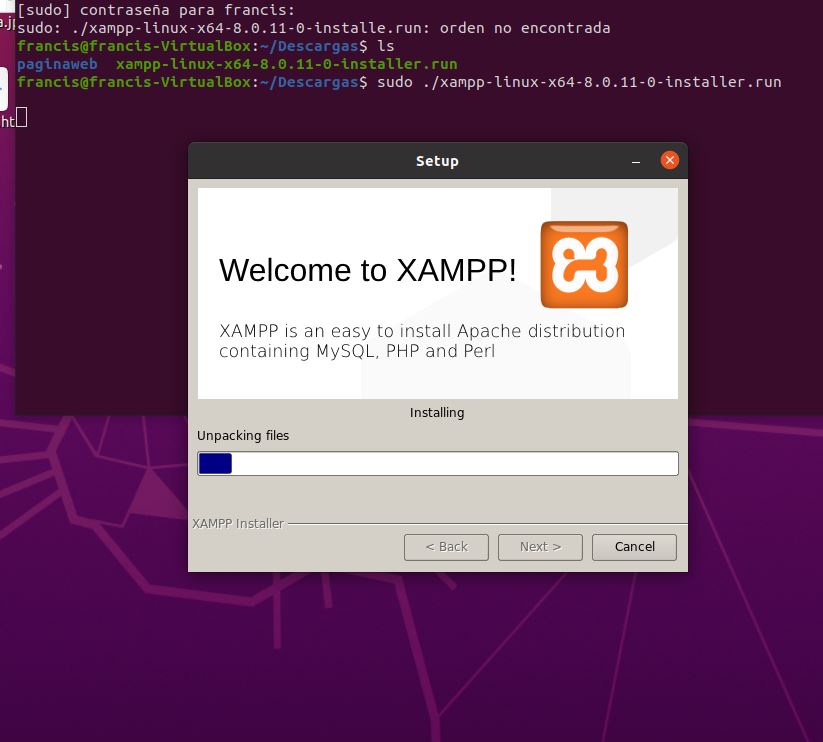 [sudo] contraseña para francis:
sudo: ./xampp-linux-x64-8.0.11-0-installe.run: orden no encontrada
francis@francis-VirtualBox:~/Descargas$ ls
paginaweb  xampp-linux-x64-8.0.11-0-installer.run
francis@francis-VirtualBox:~/Descargas$ sudo ./xampp-linux-x64-8.0.11-0-installer.run
Setup
Welcome to XAMPP!
XAMPP is an easy to install Apache distribution
containing MySQL, PHP and Perl
Installing
Unpacking files
XAMPP Installer
< Back
Next >
Cancel